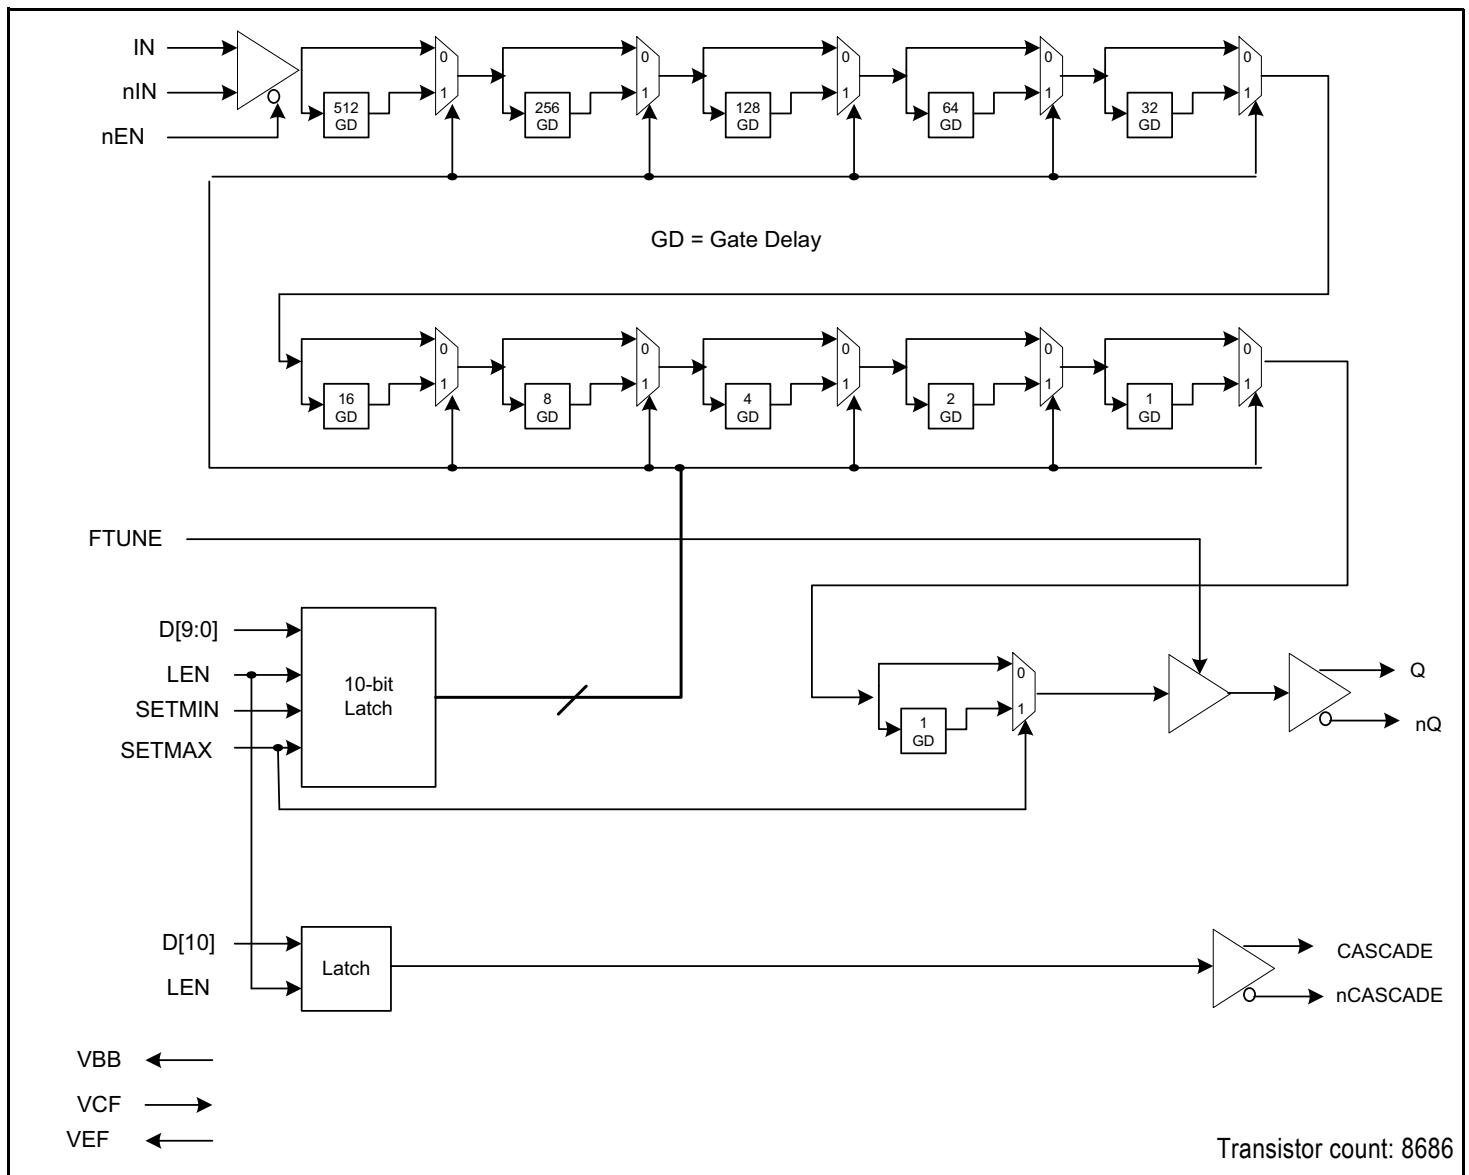 IN
nIN
nEN
0
1
512
GD
0
1
256
GD
0
1
128
GD
0
1
64
GD
0
1
32
GD
GD = Gate Delay
0
1
16
GD
0
1
8
GD
0
1
4
GD
0
1
2
GD
0
1
1
GD
FTUNE
D[9:0]
LEN
SETMIN
SETMAX
10-bit
Latch
0
1
1
GD
Q
nQ
D[10]
LEN
Latch
CASCADE
nCASCADE
VBB
VCF
VEF
Transistor count: 8686